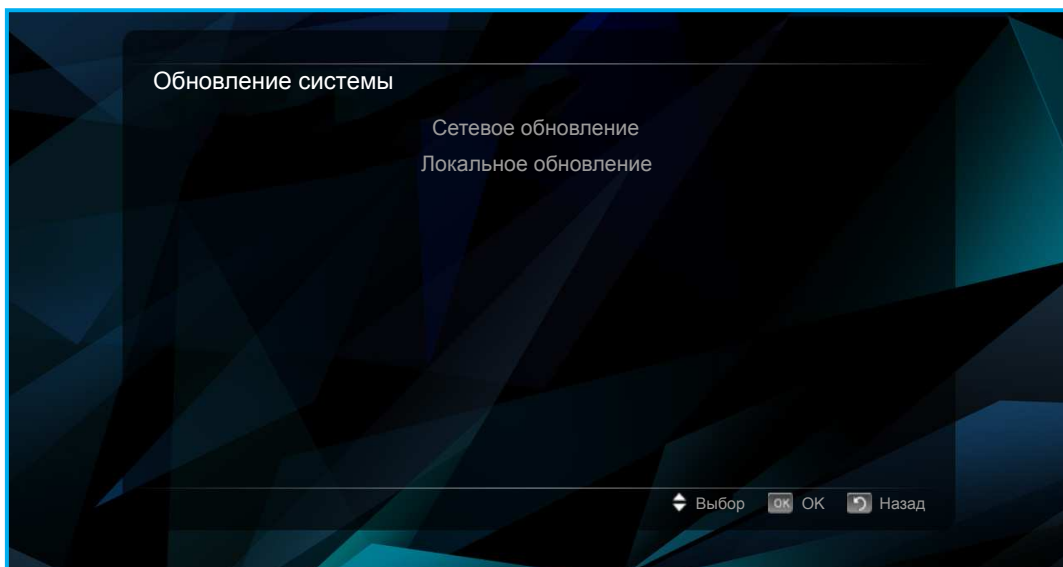 Обновление системы
Сетевое обновление
Локальное обновление
Выбор OK OK Назад